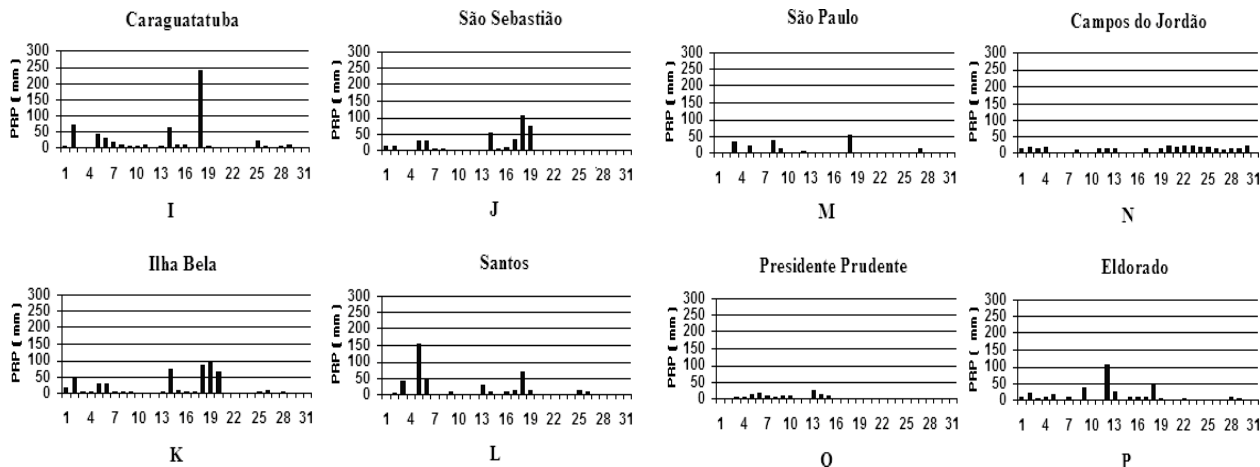 Caraguatatuba
PRP ( mm )
300
250
200
150
100
50
0
1 4 7 10 13 16 19 22 25 28 31
I
São Sebastião
PRP ( mm )
300
250
200
150
100
50
0
1 4 7 10 13 16 19 22 25 28 31
J
São Paulo
PRP ( mm )
300
250
200
150
100
50
0
1 4 7 10 13 16 19 22 25 28 31
M
Campos do Jordão
PRP ( mm )
300
250
200
150
100
50
0
1 4 7 10 13 16 19 22 25 28 31
N
Ilha Bela
PRP ( mm )
300
250
200
150
100
50
0
1 4 7 10 13 16 19 22 25 28 31
K
Santos
PRP ( mm )
300
250
200
150
100
50
0
1 4 7 10 13 16 19 22 25 28 31
L
Presidente Prudente
PRP ( mm )
300
250
200
150
100
50
0
1 4 7 10 13 16 19 22 25 28 31
O
Eldorado
PRP ( mm )
300
250
200
150
100
50
0
1 4 7 10 13 16 19 22 25 28 31
P